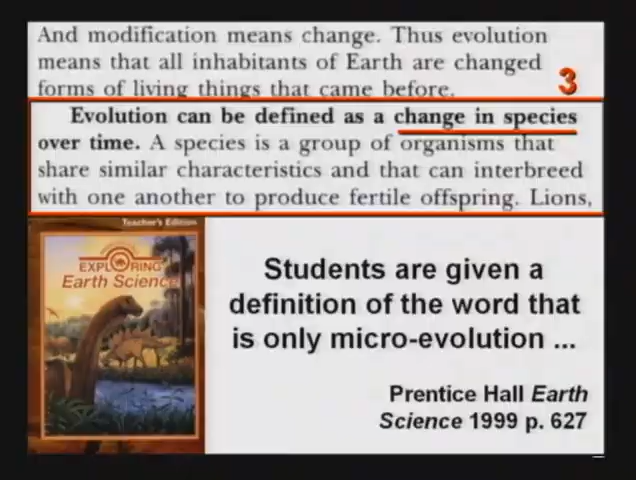 And modification means change. Thus evolution
means that all inhabitants of Earth are changed
forms of living things that came before.
3
Evolution can be defined as a change in species
over time. A species is a group of organisms that
share similar characteristics and that can interbreed
with one another to produce fertile offspring. Lions,
Teacher's Edition
EXPLORING
Earth Science
Students are given a
definition of the word that
is only micro-evolution ...
Prentice Hall Earth
Science 1999 p. 627